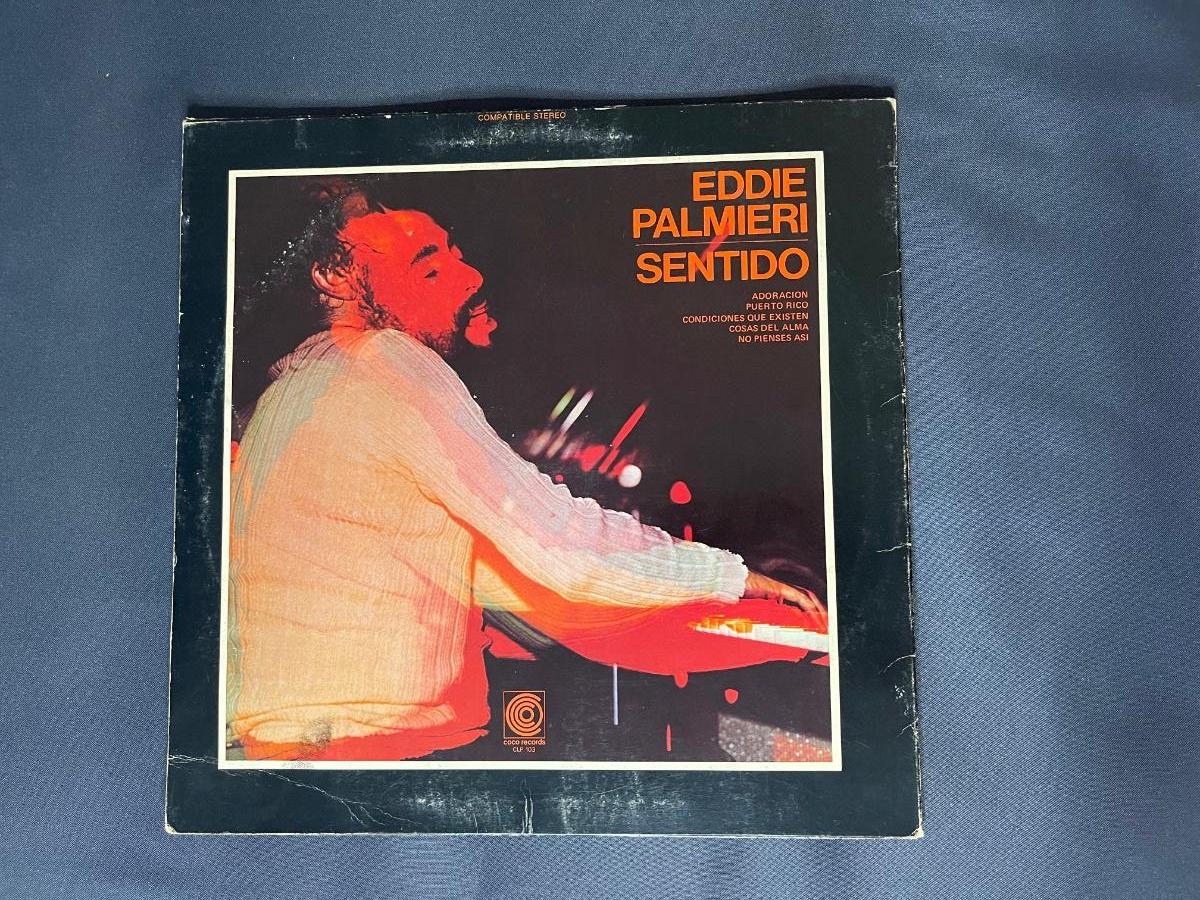 COMPATIBLE STEREO
EDDIE
PALMIERI
SENTIDO
ADORACION
PUERTO RICO
CONDICIONES QUE EXISTEN
COSAS DEL ALMA
NO PIENSES ASI
coco records
CLP 103